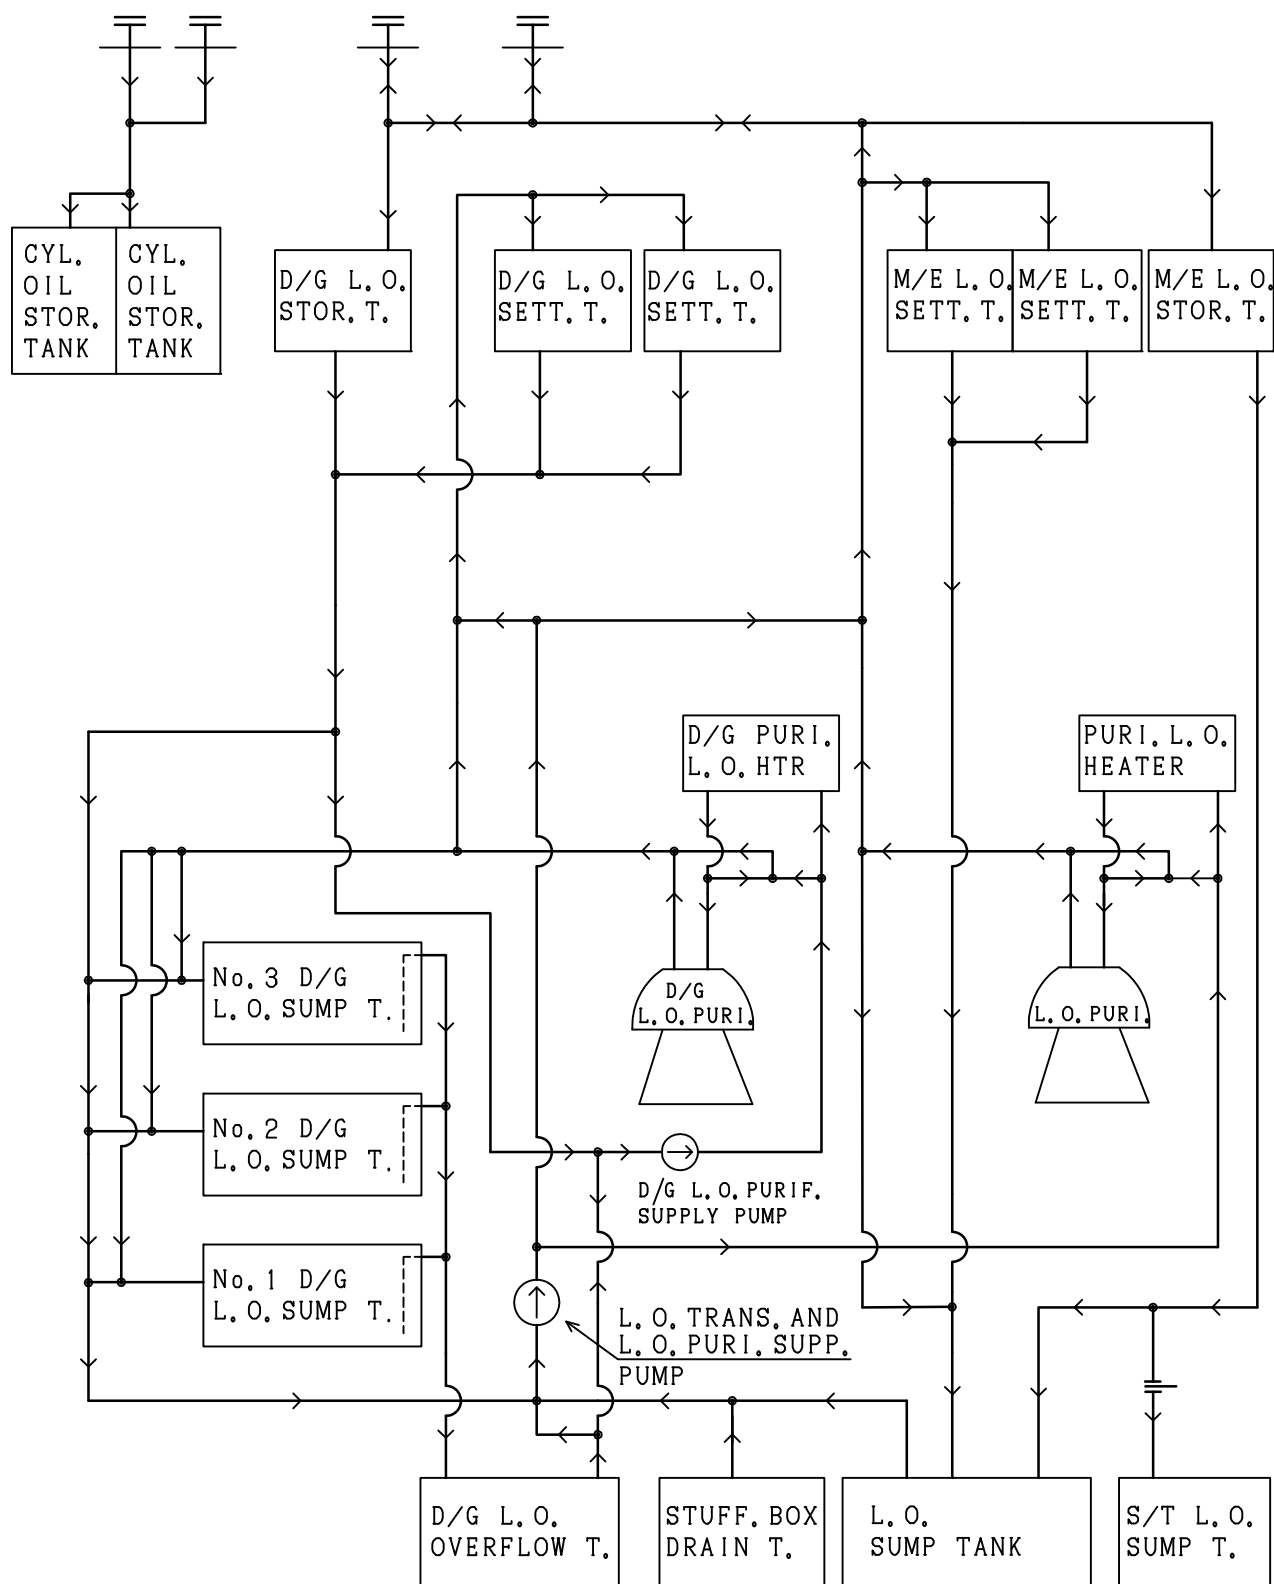 CYL.
OIL
STOR.
TANK
CYL.
OIL
STOR.
TANK
D/G L.O.
STOR.T.
D/G L.O.
SETT.T.
D/G L.O.
SETT.T.
M/E L.O.
SETT.T.
M/E L.O.
SETT.T.
M/E L.O.
STOR.T.
D/G PURI.
L.O.HTR
PURI.L.O.
HEATER
No.3 D/G
L.O.SUMP T.
D/G
L.O.PURI.
L.O.PURI.
No.2 D/G
L.O.SUMP T.
D/G L.O.PURIF.
SUPPLY PUMP
No.1 D/G
L.O.SUMP T.
L.O.TRANS.AND
L.O.PURI.SUPP.
PUMP
D/G L.O.
OVERFLOW T.
STUFF.BOX
DRAIN T.
L.O.
SUMP TANK
S/T L.O.
SUMP T.